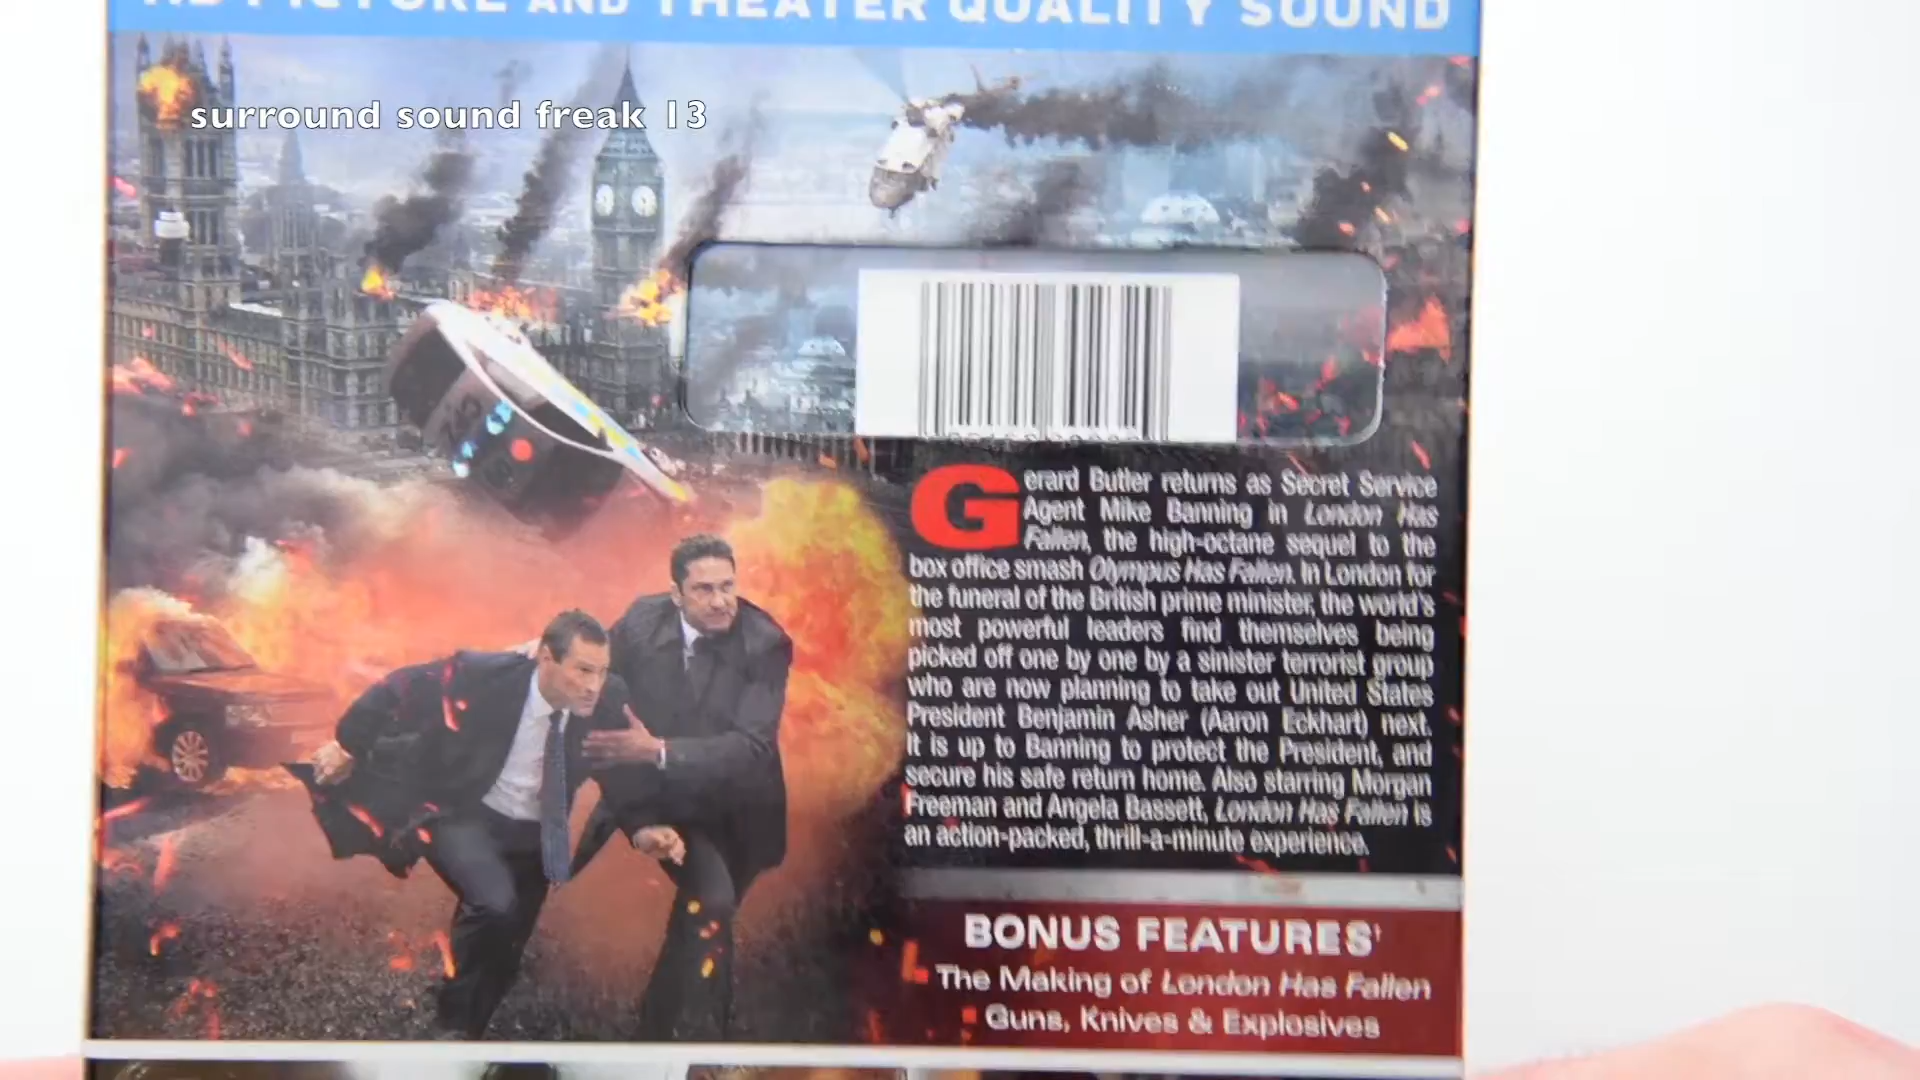 PICTURE AND THEATER QUALITY SOUND
surround sound freak 13
Gerard Butler returns as Secret Service
Agent Mike Banning in London Has
Fallen, the high-octane sequel to the
box office smash Olympus Has Fallen. In London for
the funeral of the British prime minister, the world's
most powerful leaders find themselves being
picked off one by one by a sinister terrorist group
who are now planning to take out United States
President Benjamin Asher (Aaron Eckhart) next.
It is up to Banning to protect the President, and
secure his safe return home. Also starring Morgan
Freeman and Angela Bassett, London Has Fallen is
an action-packed, thrill-a-minute experience.
BONUS FEATURES†
The Making of London Has Fallen
Guns, Knives & Explosives